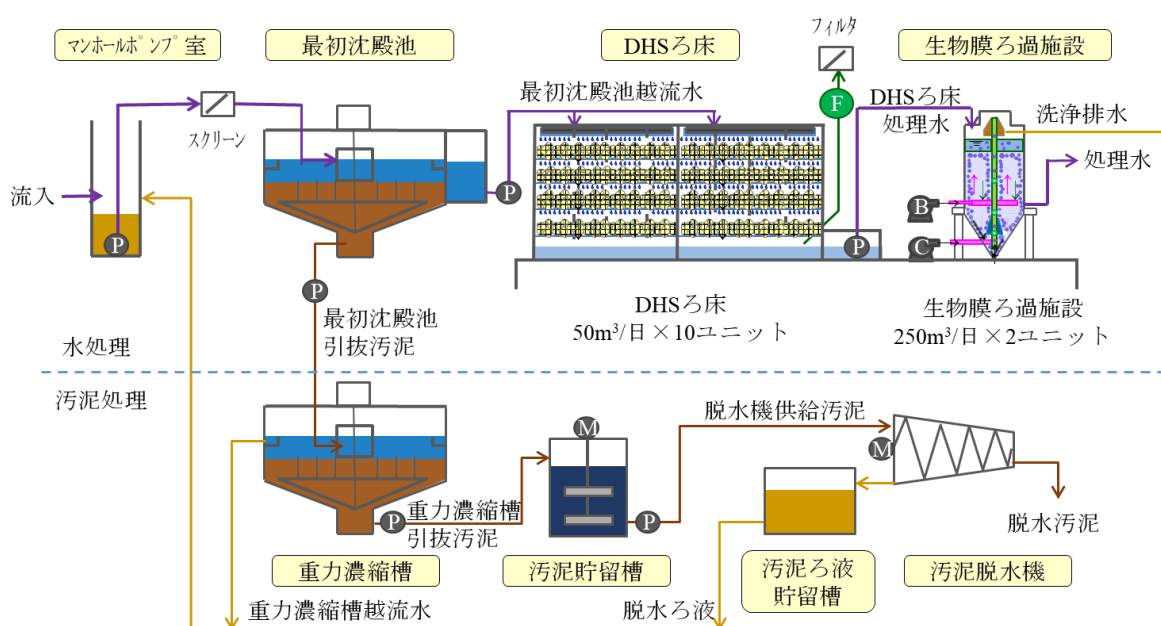 マンホールポンプ室
最初沈殿池
DHSろ床
フィルタ
生物膜ろ過施設
最初沈殿池越流水
スクリーン
F
DHSろ床
処理水
洗浄排水
処理水
流入
P
P
P
B
C
P
最初沈殿池
引抜汚泥
DHSろ床
50m³/日×10ユニット
生物膜ろ過施設
250m³/日×2ユニット
水処理
汚泥処理
M
脱水機供給汚泥
M
P
重力濃縮槽
引抜汚泥
P
脱水汚泥
重力濃縮槽
汚泥貯留槽
汚泥ろ液
貯留槽
汚泥脱水機
重力濃縮槽越流水
脱水ろ液